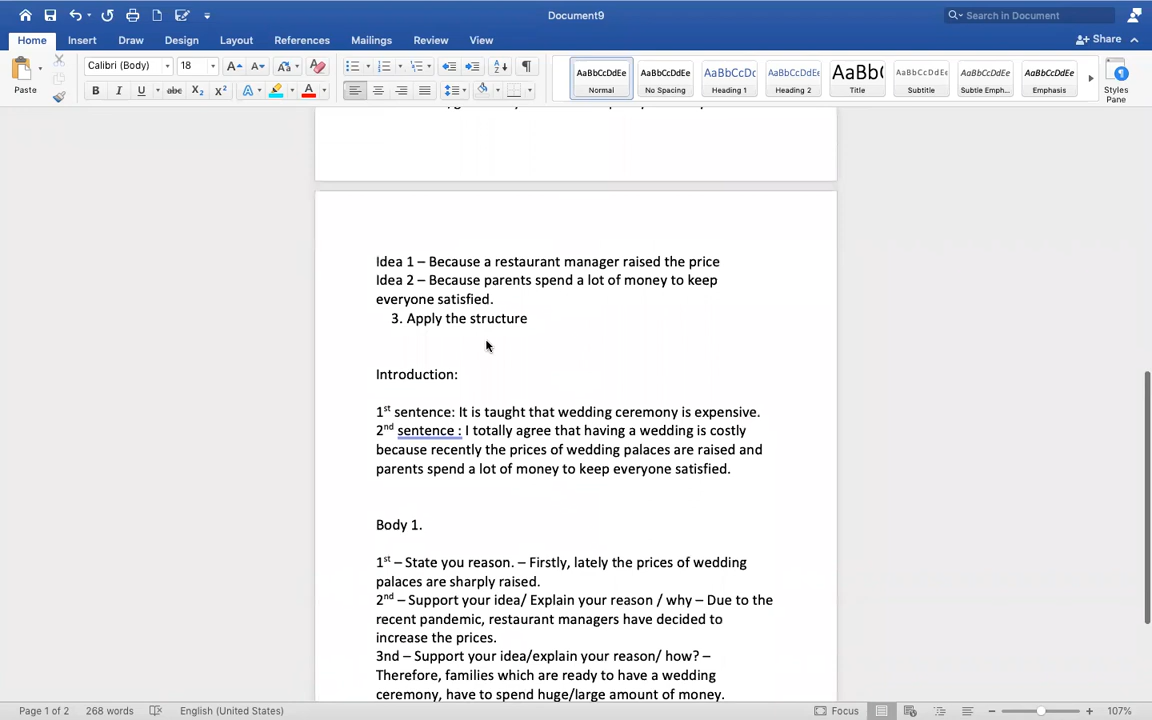 Document9
Search in Document
Home Insert Draw Design Layout References Mailings Review View
Share
Paste
Calibri (Body) 18
AaBbCcDdEe AaBbCcDdEe AaBbCcDc AaBbCcDdEe AaBb( AaBbCcDdEe AaBbCcDdEe AaBbCcDdEe
Normal No Spacing Heading 1 Heading 2 Title Subtitle Subtle Emph... Emphasis
Styles
Pane
Idea 1 – Because a restaurant manager raised the price
Idea 2 – Because parents spend a lot of money to keep
everyone satisfied.
3. Apply the structure
Introduction:
1st sentence: It is taught that wedding ceremony is expensive.
2nd sentence : I totally agree that having a wedding is costly
because recently the prices of wedding palaces are raised and
parents spend a lot of money to keep everyone satisfied.
Body 1.
1st – State you reason. – Firstly, lately the prices of wedding
palaces are sharply raised.
2nd – Support your idea/ Explain your reason / why – Due to the
recent pandemic, restaurant managers have decided to
increase the prices.
3nd – Support your idea/explain your reason/ how? –
Therefore, families which are ready to have a wedding
ceremony, have to spend huge/large amount of money.
Page 1 of 2 268 words English (United States) Focus 107%